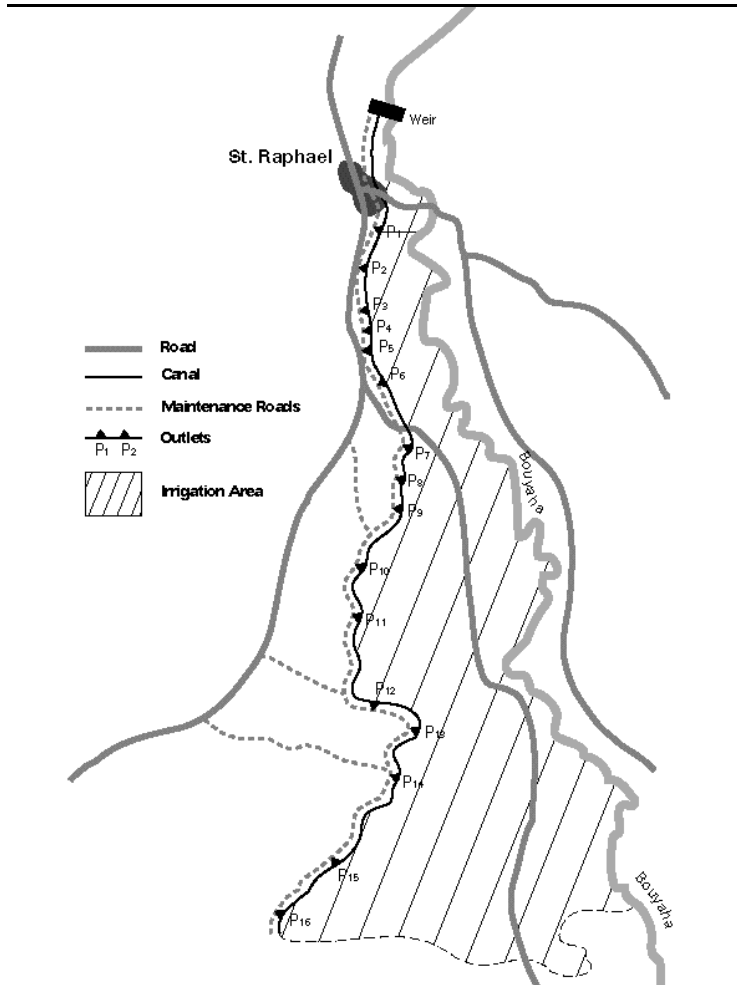 Weir
St. Raphael
P1
P2
P3
P4
P5
P6
Road
Canal
Maintenance Roads
Outlets
P1 P2
Irrigation Area
P7
P8
P9
Bouyaha
P10
P11
P12
P13
P14
P15
P16
Bouyaha